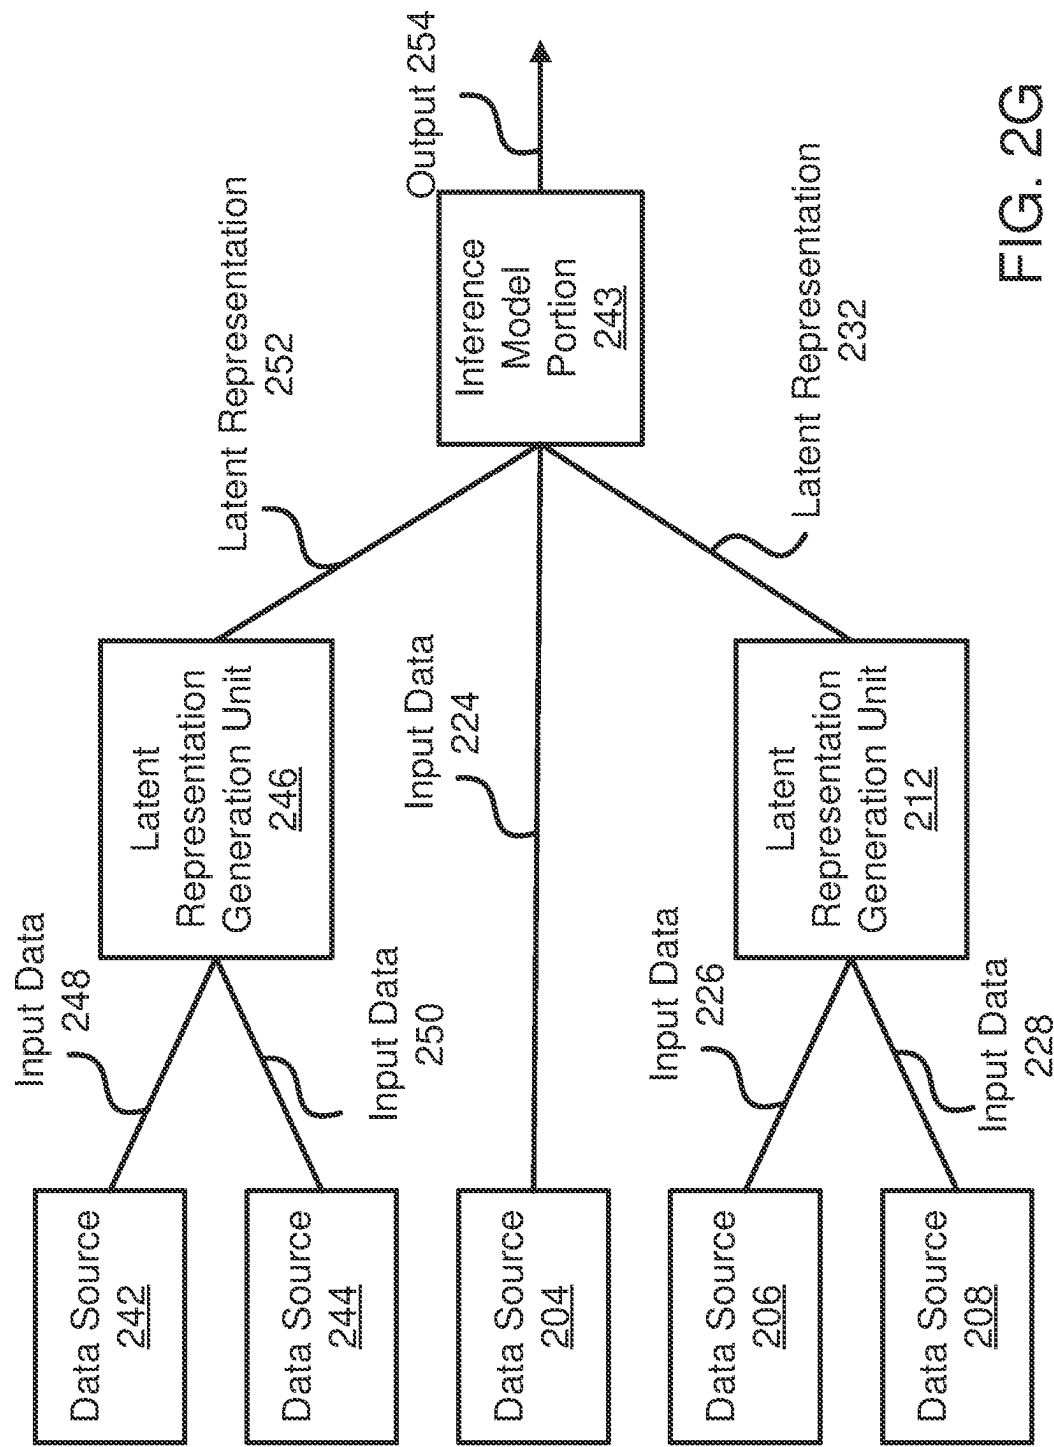 Data Source
242
Data Source
244
Data Source
204
Data Source
206
Data Source
208
Input Data
248
Input Data
250
Input Data
224
Input Data
226
Input Data
228
Latent
Representation
Generation Unit
246
Latent
Representation
Generation Unit
212
Latent Representation
252
Latent Representation
232
Inference
Model
Portion
243
Output 254
FIG. 2G